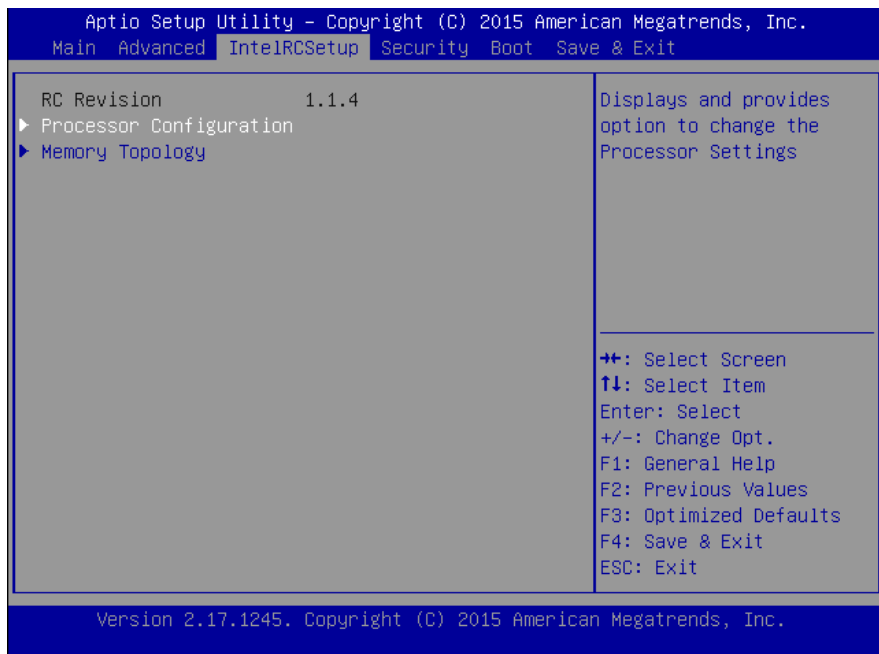 Aptio Setup Utility – Copyright (C) 2015 American Megatrends, Inc.
Main Advanced IntelRCSetup Security Boot Save & Exit
RC Revision 1.1.4
Processor Configuration
Memory Topology
Displays and provides
option to change the
Processor Settings
→←: Select Screen
↑↓: Select Item
Enter: Select
+/-: Change Opt.
F1: General Help
F2: Previous Values
F3: Optimized Defaults
F4: Save & Exit
ESC: Exit
Version 2.17.1245. Copyright (C) 2015 American Megatrends, Inc.